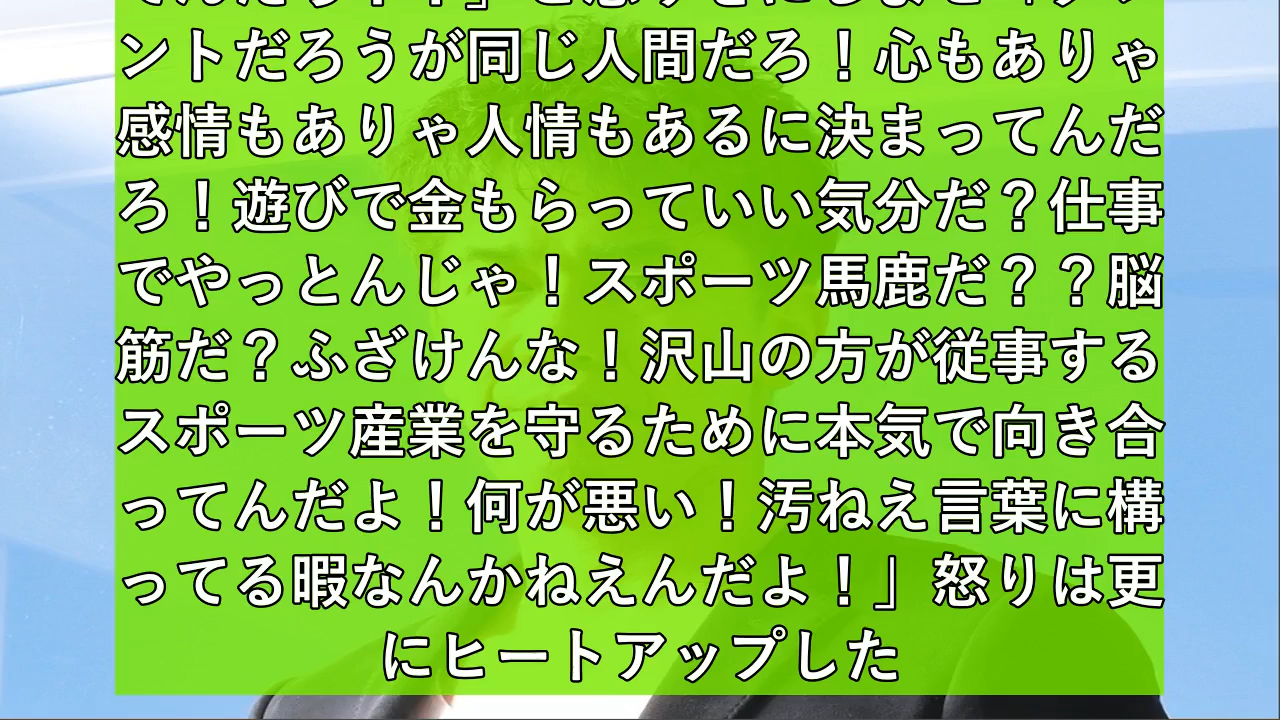 ントだろうが同じ人間だろ！心もありゃ
感情もありゃ人情もあるに決まってんだ
ろ！遊びで金もらっていい気分だ？仕事
でやっとんじゃ！スポーツ馬鹿だ？？脳
筋だ？ふざけんな！沢山の方が従事する
スポーツ産業を守るために本気で向き合
ってんだよ！何が悪い！汚ねえ言葉に構
ってる暇なんかねえんだよ！」怒りは更
にヒートアップした